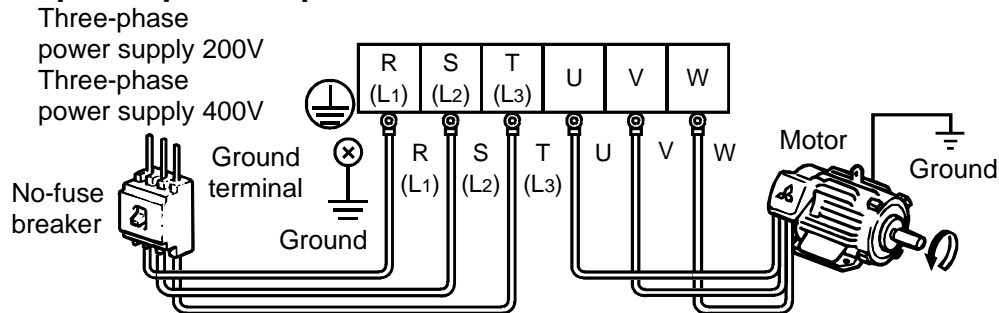 Three-phase
power supply 200V
Three-phase
power supply 400V
No-fuse
breaker
Ground
terminal
Ground
R
(L1)
S
(L2)
T
(L3)
U
V
W
R
(L1)
S
(L2)
T
(L3)
U
V
W
Motor
Ground